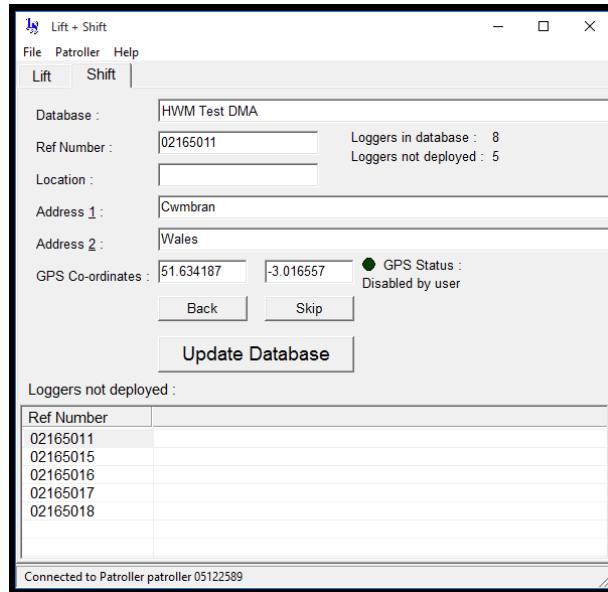 Lift + Shift
File Patroller Help
Lift Shift
Database : HWM Test DMA
Ref Number : 02165011 Loggers in database : 8
Loggers not deployed : 5
Location :
Address 1 : Cwmbran
Address 2 : Wales
GPS Co-ordinates : 51.634187 -3.016557 GPS Status :
Disabled by user
Back Skip
Update Database
Loggers not deployed :
Ref Number
02165011
02165015
02165016
02165017
02165018
Connected to Patroller patroller 05122589